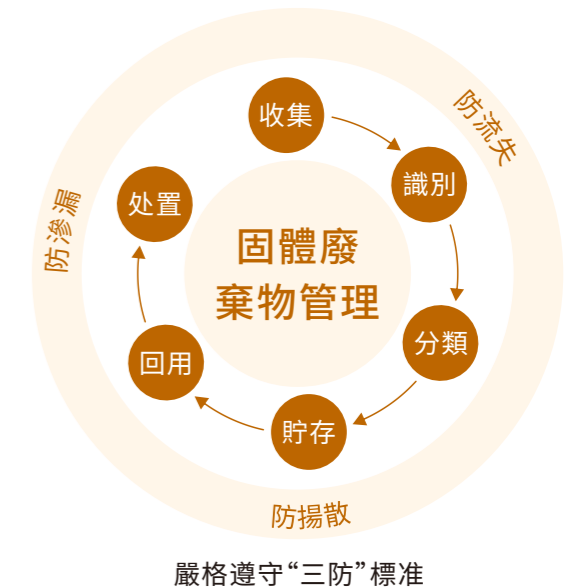 收集
識別
分類
貯存
回用
处置
固體廢
棄物管理
防流失
防揚散
防滲漏
嚴格遵守“三防”標准